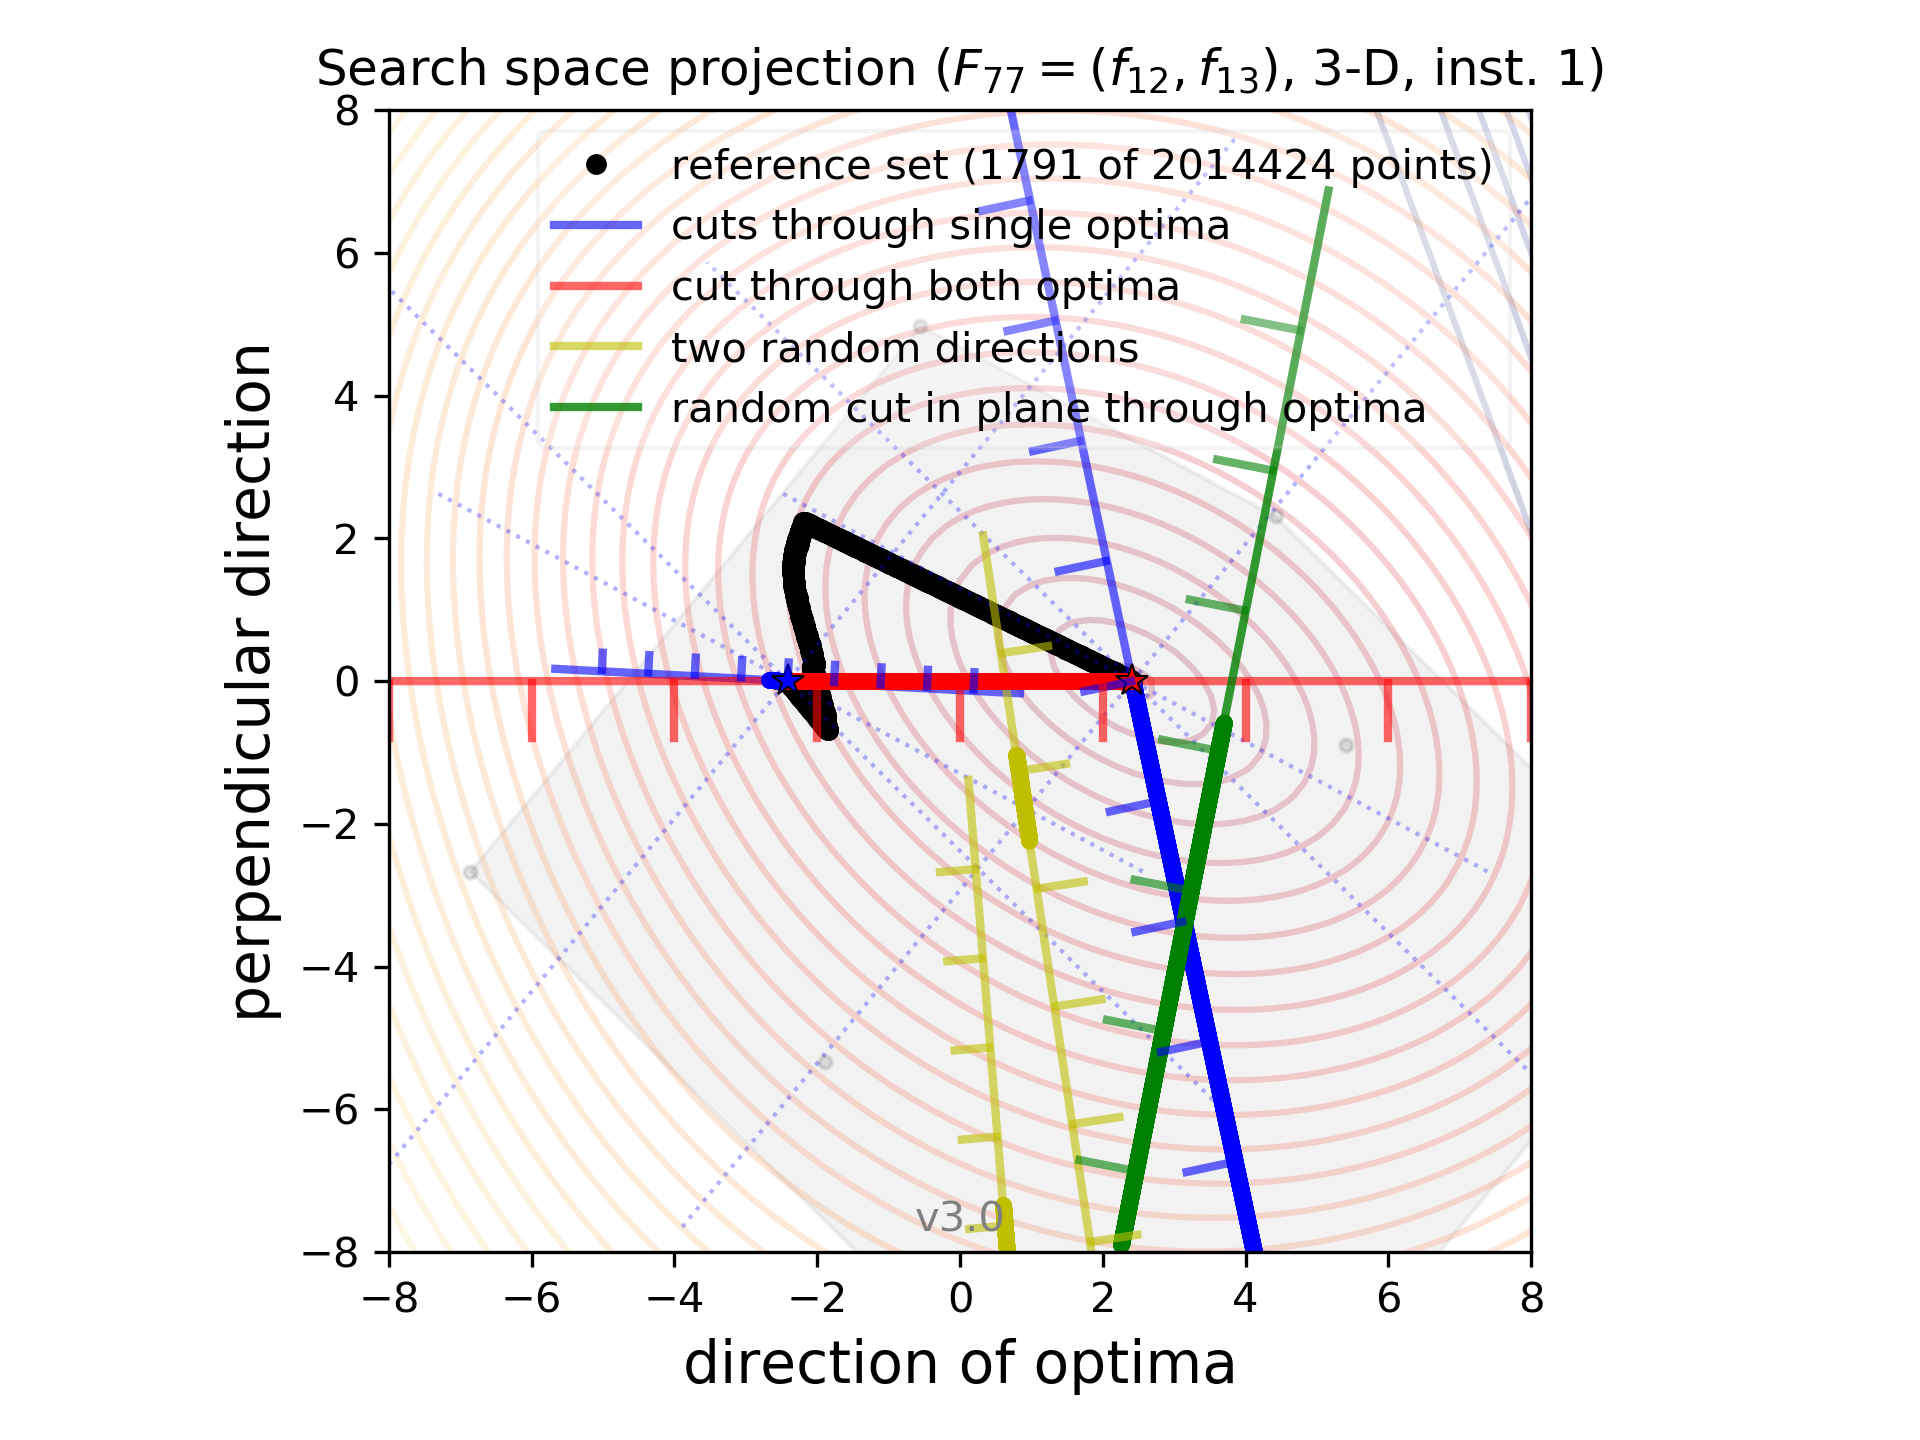 Search space projection (F77 = (f12, f13), 3-D, inst. 1)
reference set (1791 of 2014424 points)
cuts through single optima
cut through both optima
two random directions
random cut in plane through optima
perpendicular direction
8
6
4
2
0
−2
−4
−6
−8
v3.0
−8 −6 −4 −2 0 2 4 6 8
direction of optima